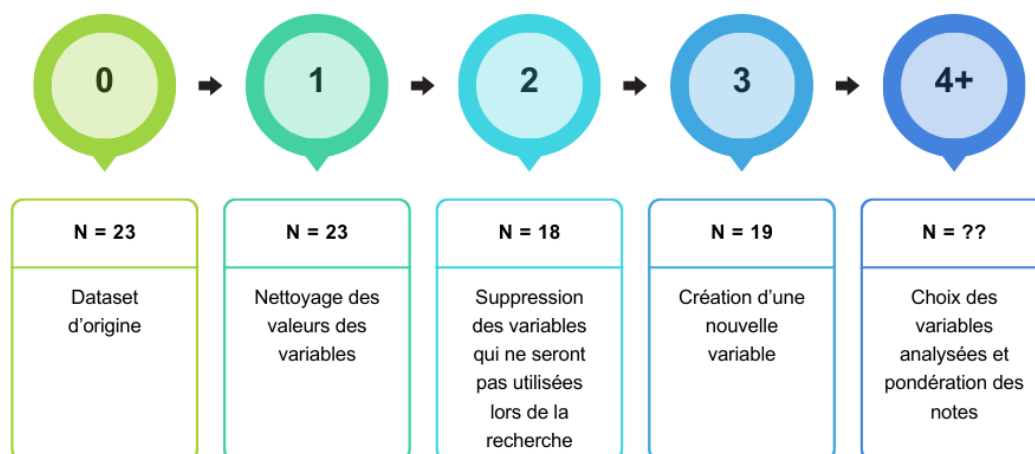 0
1
2
3
4+
N = 23
Dataset
d'origine
N = 23
Nettoyage des
valeurs des
variables
N = 18
Suppression
des variables
qui ne seront
pas utilisées
lors de la
recherche
N = 19
Création d'une
nouvelle
variable
N = ??
Choix des
variables
analysées et
pondération des
notes